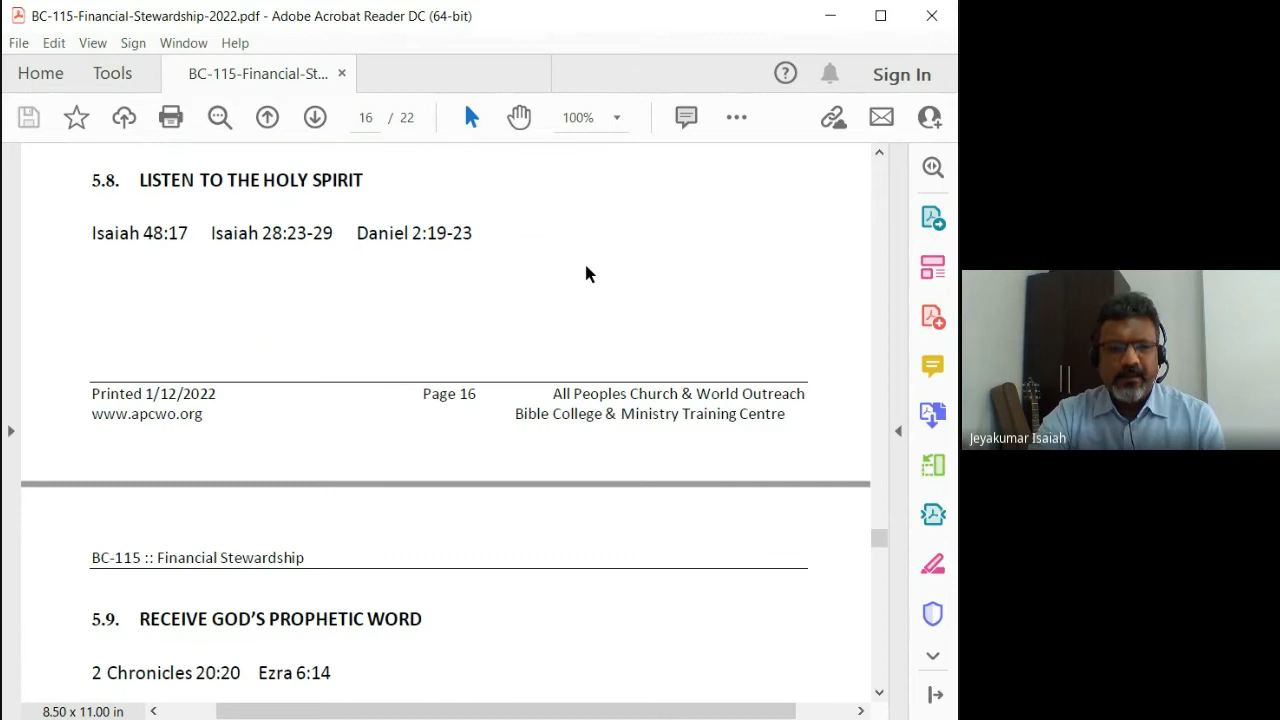 BC-115-Financial-Stewardship-2022.pdf - Adobe Acrobat Reader DC (64-bit)
File Edit View Sign Window Help
Home Tools BC-115-Financial-St... × Sign In
16 / 22 100%
5.8. LISTEN TO THE HOLY SPIRIT
Isaiah 48:17 Isaiah 28:23-29 Daniel 2:19-23
Printed 1/12/2022 Page 16 All Peoples Church & World Outreach
www.apcwo.org Bible College & Ministry Training Centre
Jeyakumar Isaiah
BC-115 :: Financial Stewardship
5.9. RECEIVE GOD’S PROPHETIC WORD
2 Chronicles 20:20 Ezra 6:14
8.50 x 11.00 in